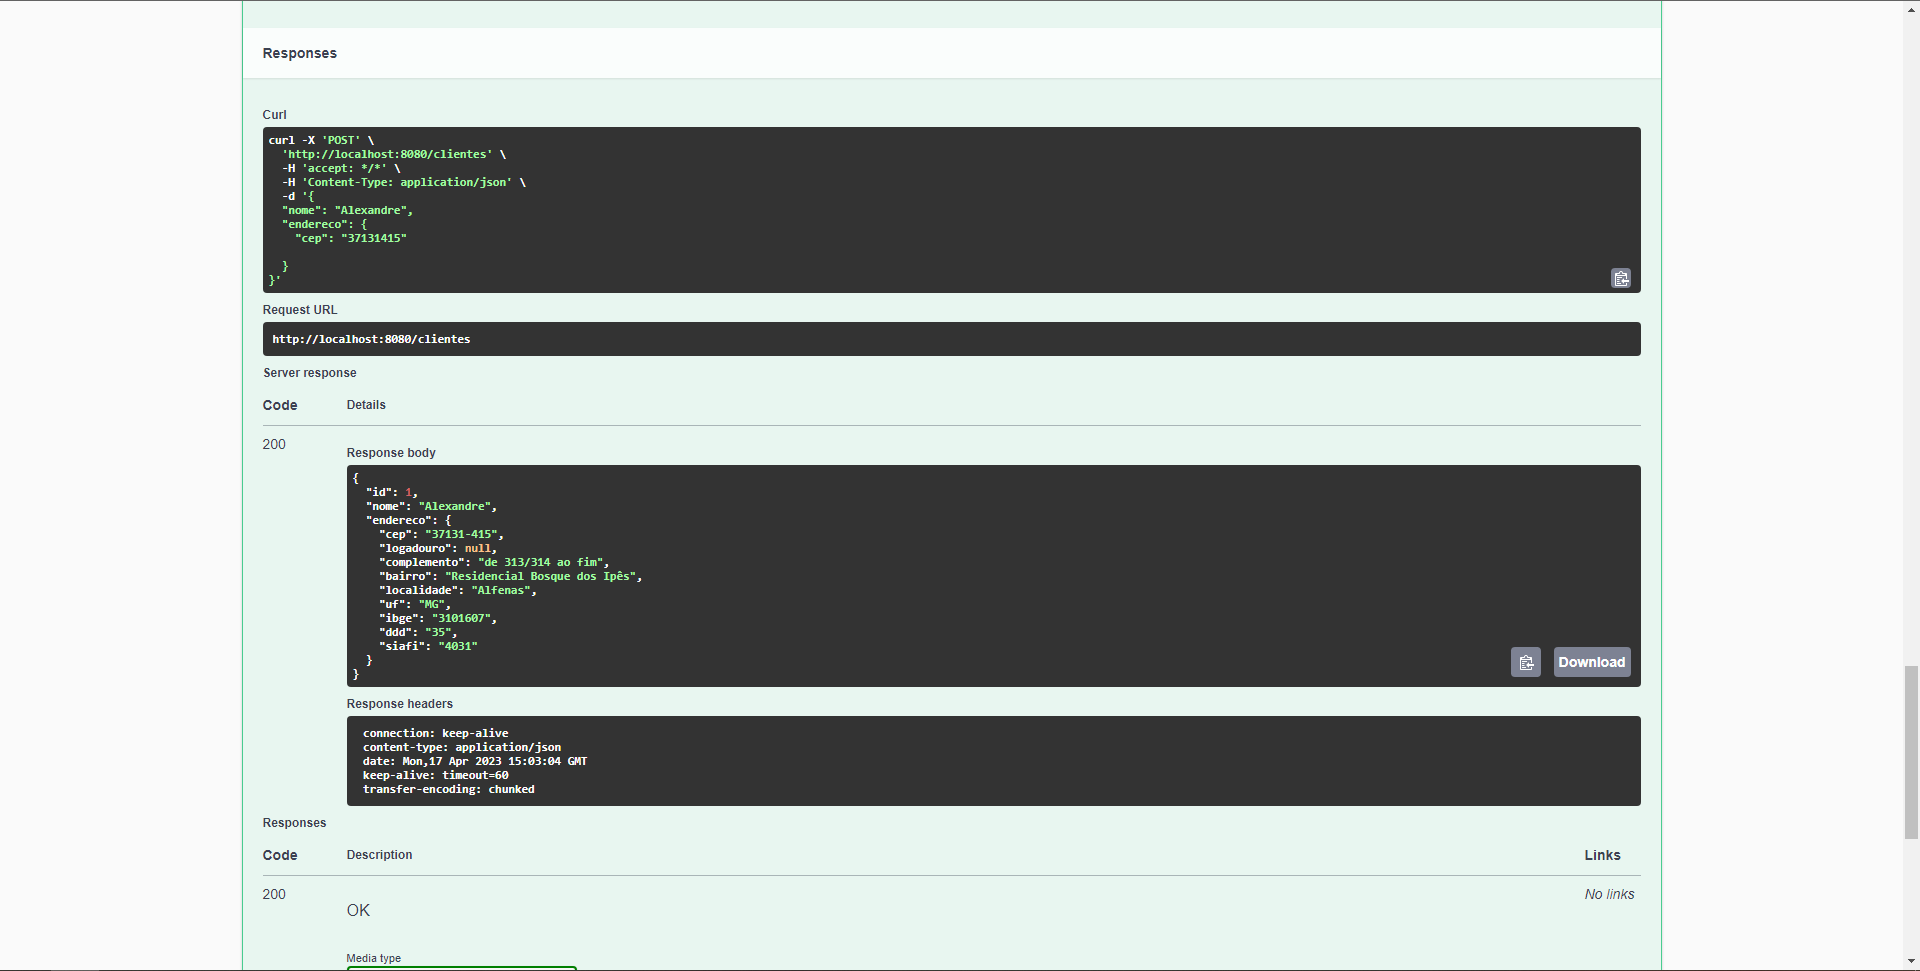 Responses
Curl
curl -X 'POST' \
  'http://localhost:8080/clientes' \
  -H 'accept: */*' \
  -H 'Content-Type: application/json' \
  -d '{
  "nome": "Alexandre",
  "endereco": {
    "cep": "37131415"
  }
}'
Request URL
http://localhost:8080/clientes
Server response
Code Details
200
Response body
{
  "id": 1,
  "nome": "Alexandre",
  "endereco": {
    "cep": "37131-415",
    "logadouro": null,
    "complemento": "de 313/314 ao fim",
    "bairro": "Residencial Bosque dos Ipês",
    "localidade": "Alfenas",
    "uf": "MG",
    "ibge": "3101607",
    "ddd": "35",
    "siafi": "4031"
  }
}
Download
Response headers
connection: keep-alive
content-type: application/json
date: Mon,17 Apr 2023 15:03:04 GMT
keep-alive: timeout=60
transfer-encoding: chunked
Responses
Code Description Links
200 No links
OK
Media type